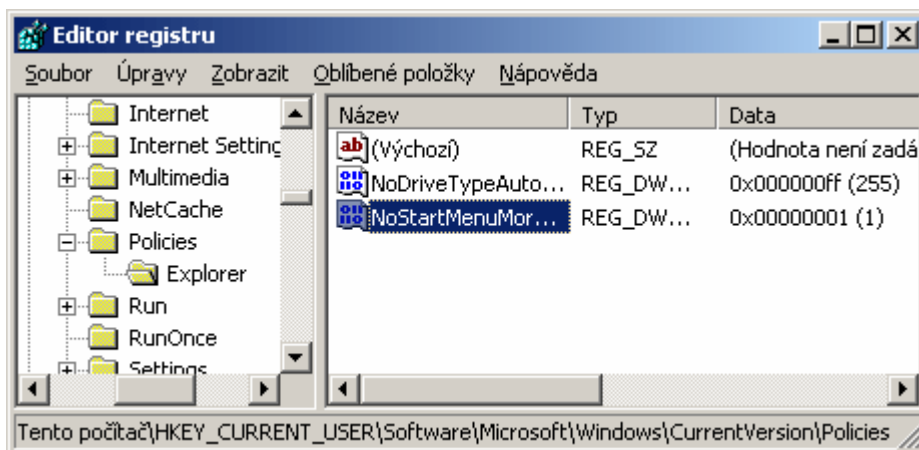 Editor registru
Soubor Úpravy Zobrazit Oblíbené položky Nápověda
Internet
Internet Setting
Multimedia
NetCache
Policies
Explorer
Run
RunOnce
Settings
Název Typ Data
(Výchozí) REG_SZ (Hodnota není zadá
NoDriveTypeAuto... REG_DW... 0x000000ff (255)
NoStartMenuMor... REG_DW... 0x00000001 (1)
Tento počítač\HKEY_CURRENT_USER\Software\Microsoft\Windows\CurrentVersion\Policies